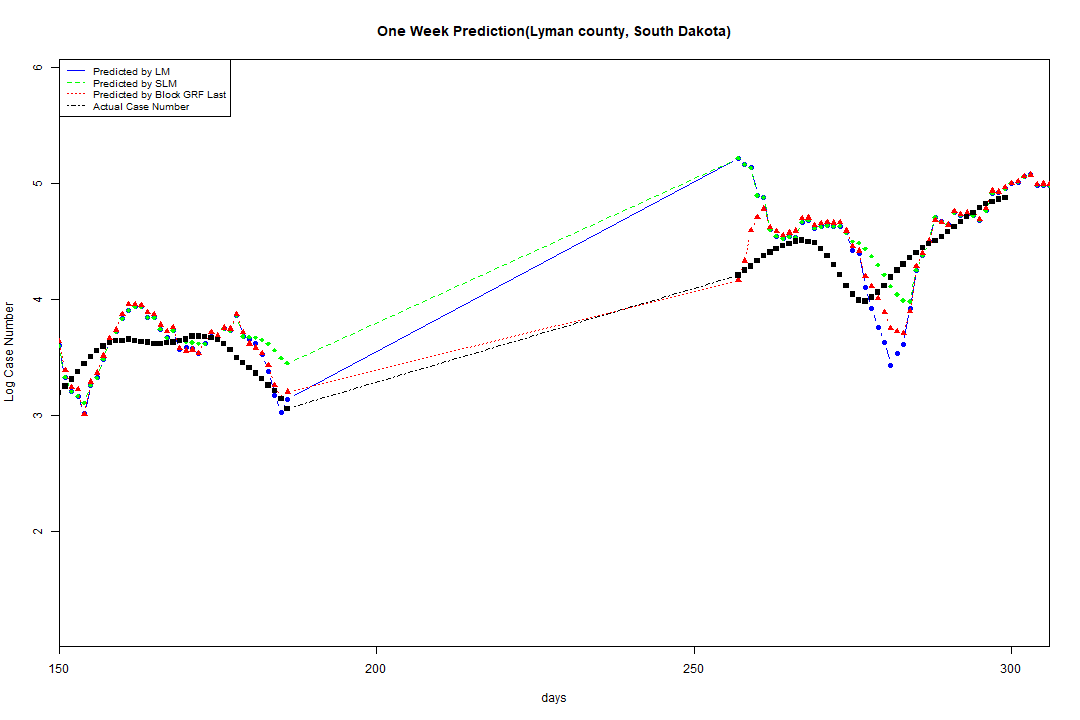 One Week Prediction(Lyman county, South Dakota)
Predicted by LM
Predicted by SLM
Predicted by Block GRF Last
Actual Case Number
6
5
4
3
2
Log Case Number
150 200 250 300
days